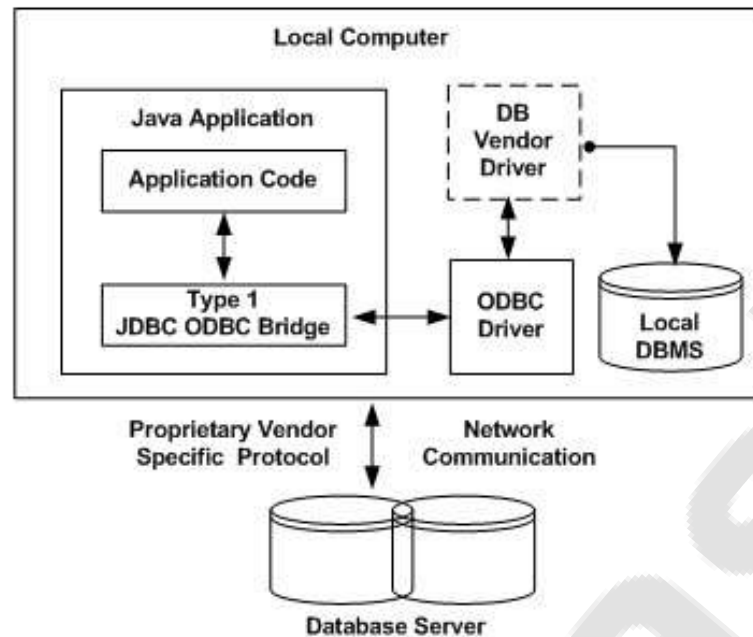 Local Computer
Java Application
Application Code
Type 1
JDBC ODBC Bridge
DB
Vendor
Driver
ODBC
Driver
Local
DBMS
Proprietary Vendor
Specific Protocol
Network
Communication
Database Server